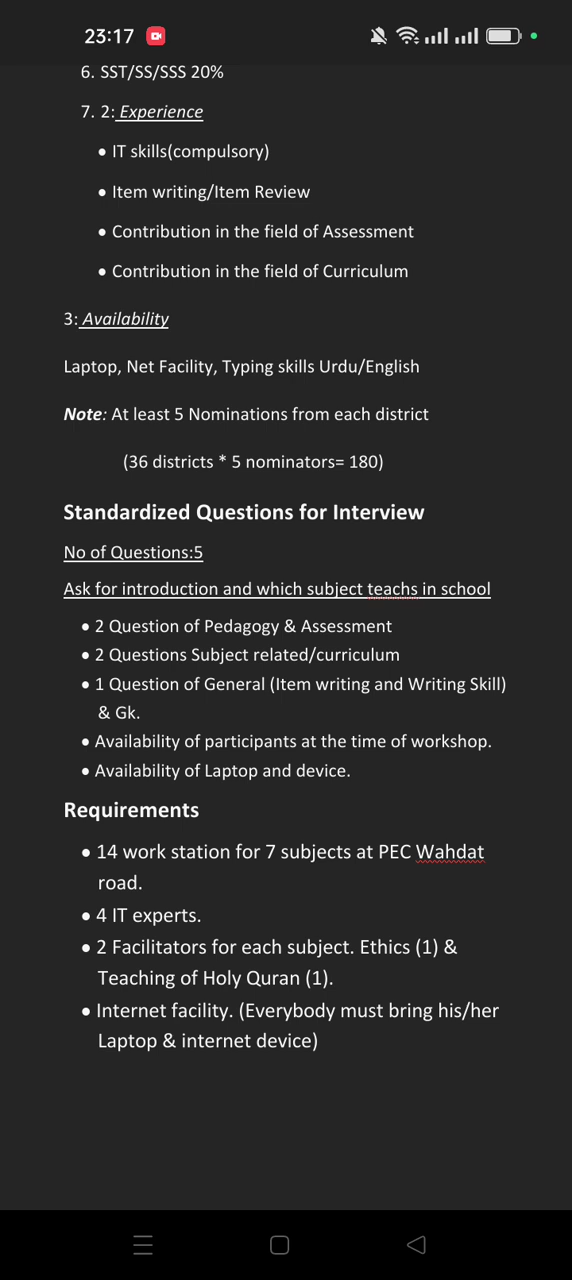 23:17
6. SST/SS/SSS 20%
7. 2: Experience
• IT skills(compulsory)
• Item writing/Item Review
• Contribution in the field of Assessment
• Contribution in the field of Curriculum
3: Availability
Laptop, Net Facility, Typing skills Urdu/English
Note: At least 5 Nominations from each district
(36 districts * 5 nominators= 180)
Standardized Questions for Interview
No of Questions:5
Ask for introduction and which subject teachs in school
• 2 Question of Pedagogy & Assessment
• 2 Questions Subject related/curriculum
• 1 Question of General (Item writing and Writing Skill)
& Gk.
• Availability of participants at the time of workshop.
• Availability of Laptop and device.
Requirements
• 14 work station for 7 subjects at PEC Wahdat
road.
• 4 IT experts.
• 2 Facilitators for each subject. Ethics (1) &
Teaching of Holy Quran (1).
• Internet facility. (Everybody must bring his/her
Laptop & internet device)